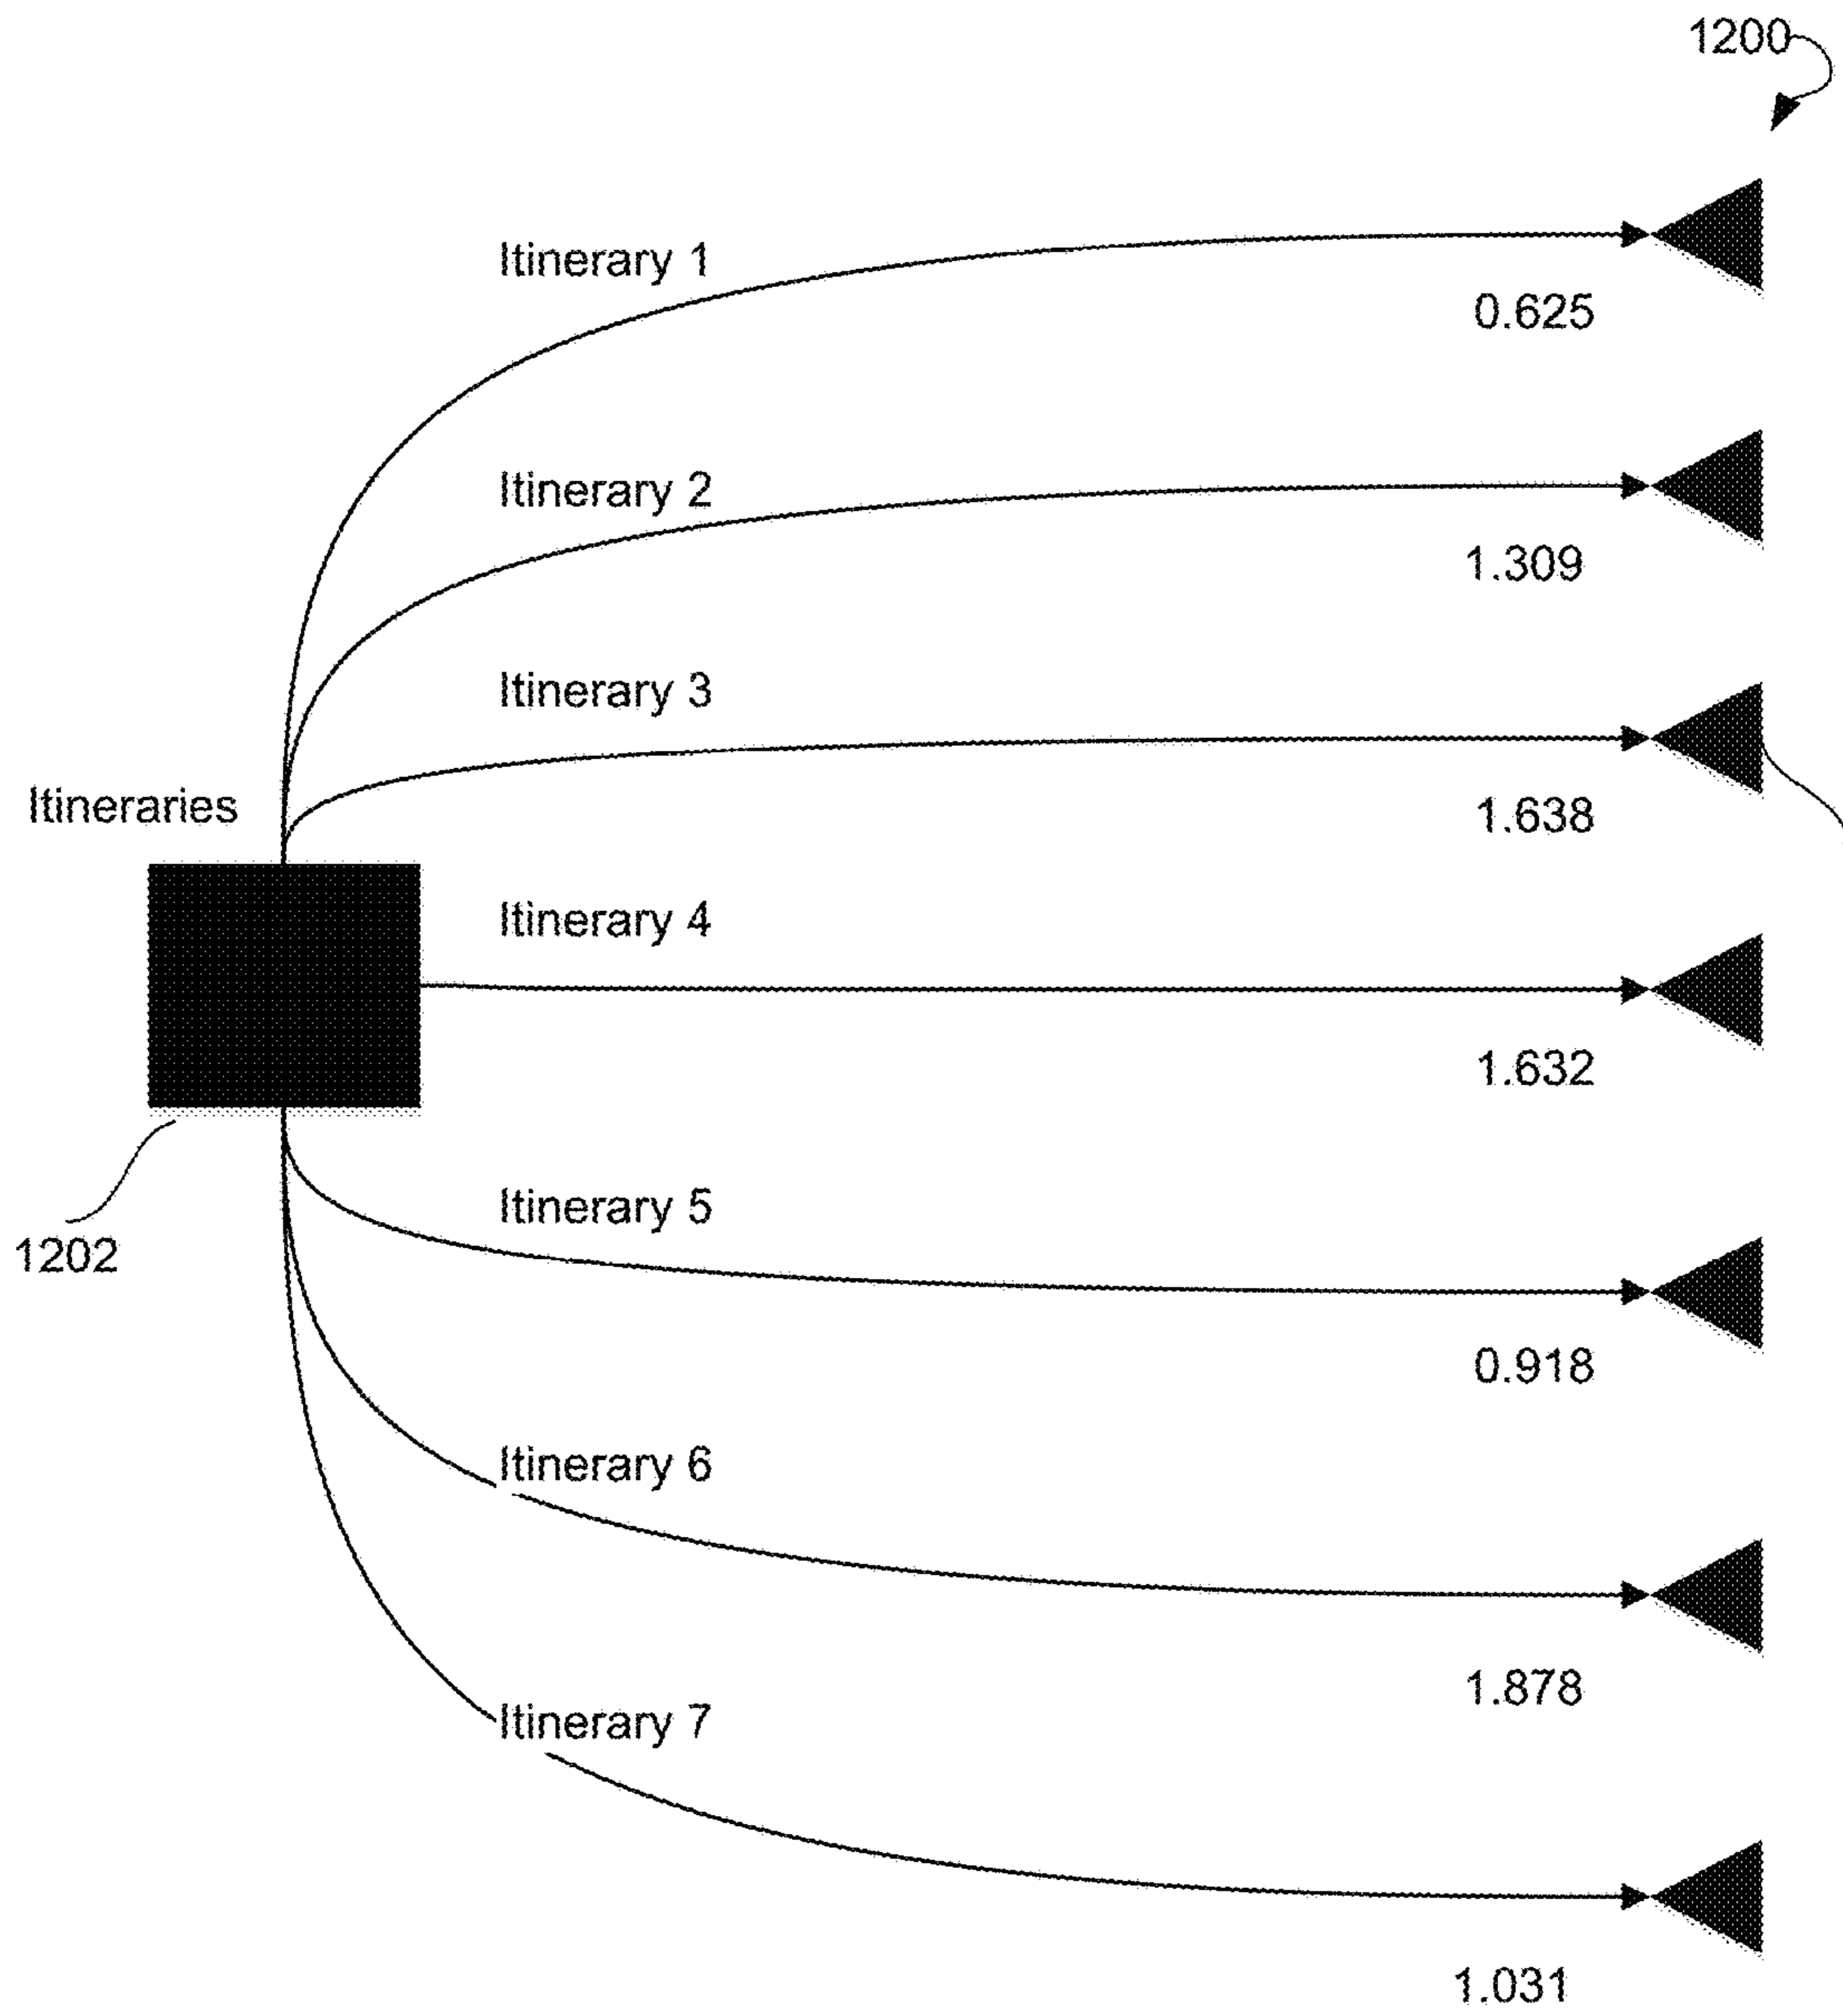 1200
Itinerary 1
0.625
Itinerary 2
1.309
Itinerary 3
Itineraries
1.638
Itinerary 4
1.632
Itinerary 5
1202
0.918
Itinerary 6
1.878
Itinerary 7
1.031